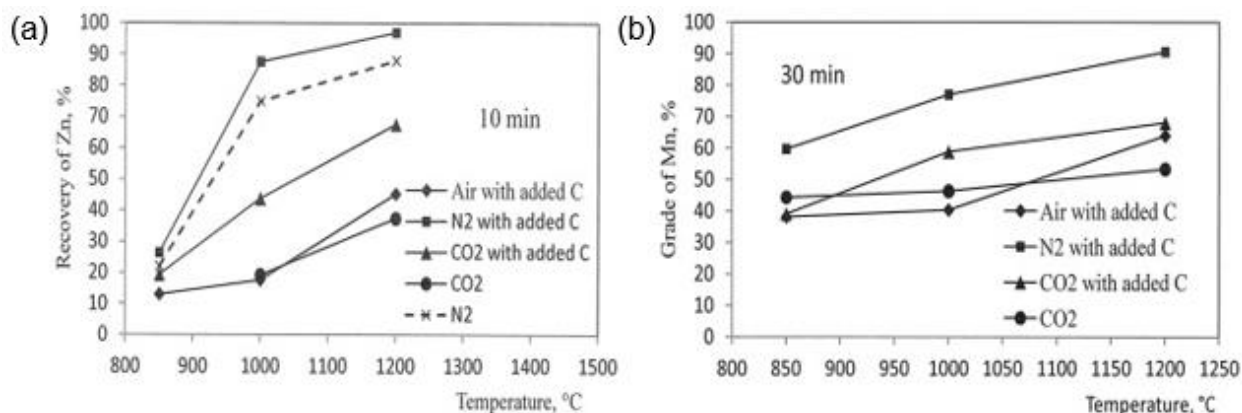 (a)
Recovery of Zn, %
100
90
80
70
60
50
40
30
20
10
0
800 900 1000 1100 1200 1300 1400 1500
Temperature, °C
10 min
Air with added C
N2 with added C
CO2 with added C
CO2
N2
(b)
Grade of Mn, %
100
90
80
70
60
50
40
30
20
10
0
800 850 900 950 1000 1050 1100 1150 1200 1250
Temperature, °C
30 min
Air with added C
N2 with added C
CO2 with added C
CO2